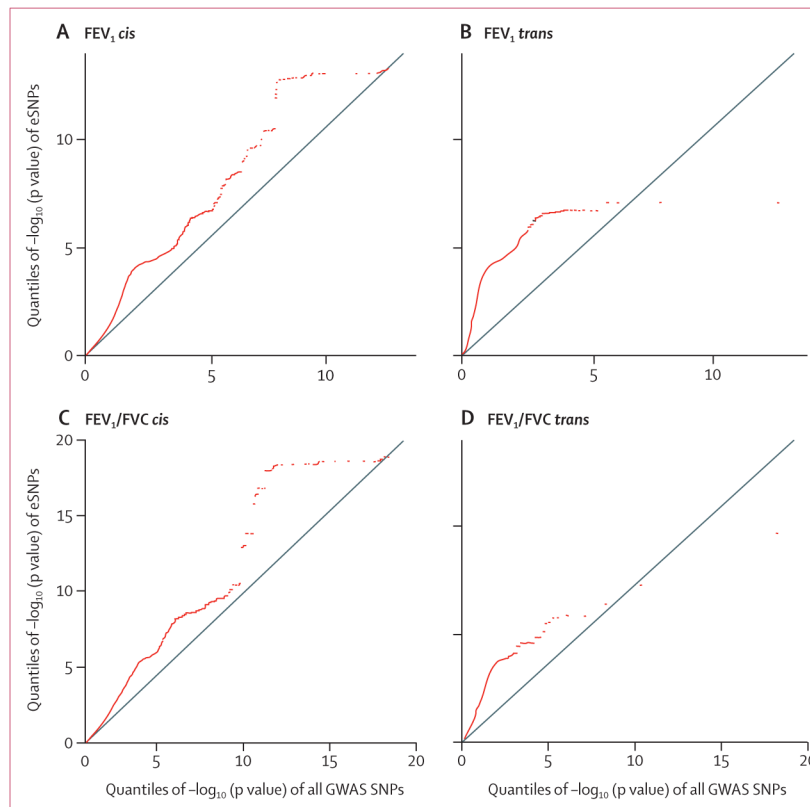 A FEV₁ cis
B FEV₁ trans
Quantiles of –log₁₀ (p value) of eSNPs
10
5
0
0 5 10
0 5 10
C FEV₁/FVC cis
D FEV₁/FVC trans
Quantiles of –log₁₀ (p value) of eSNPs
20
15
10
5
0
0 5 10 15 20
0 5 10 15 20
Quantiles of –log₁₀ (p value) of all GWAS SNPs
Quantiles of –log₁₀ (p value) of all GWAS SNPs